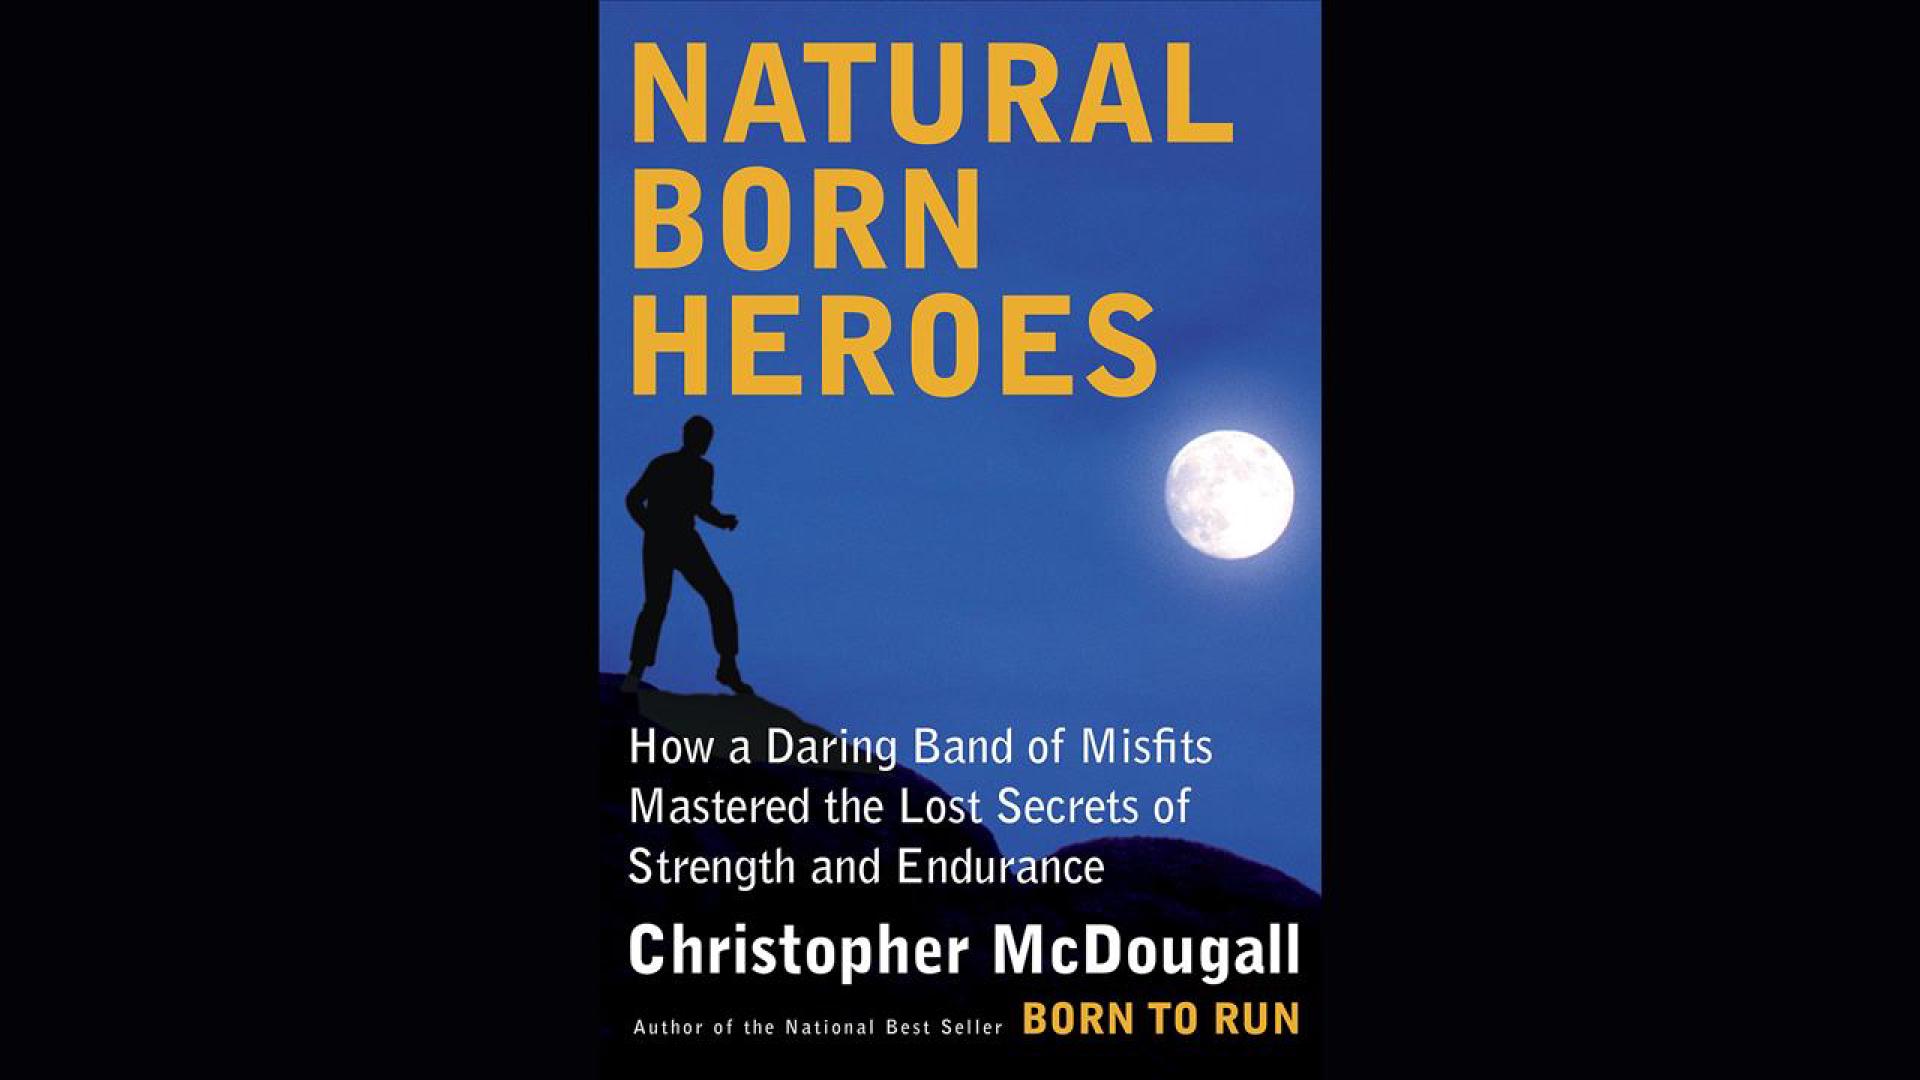 NATURAL
BORN
HEROES
How a Daring Band of Misfits
Mastered the Lost Secrets of
Strength and Endurance
Christopher McDougall
Author of the National Best Seller BORN TO RUN